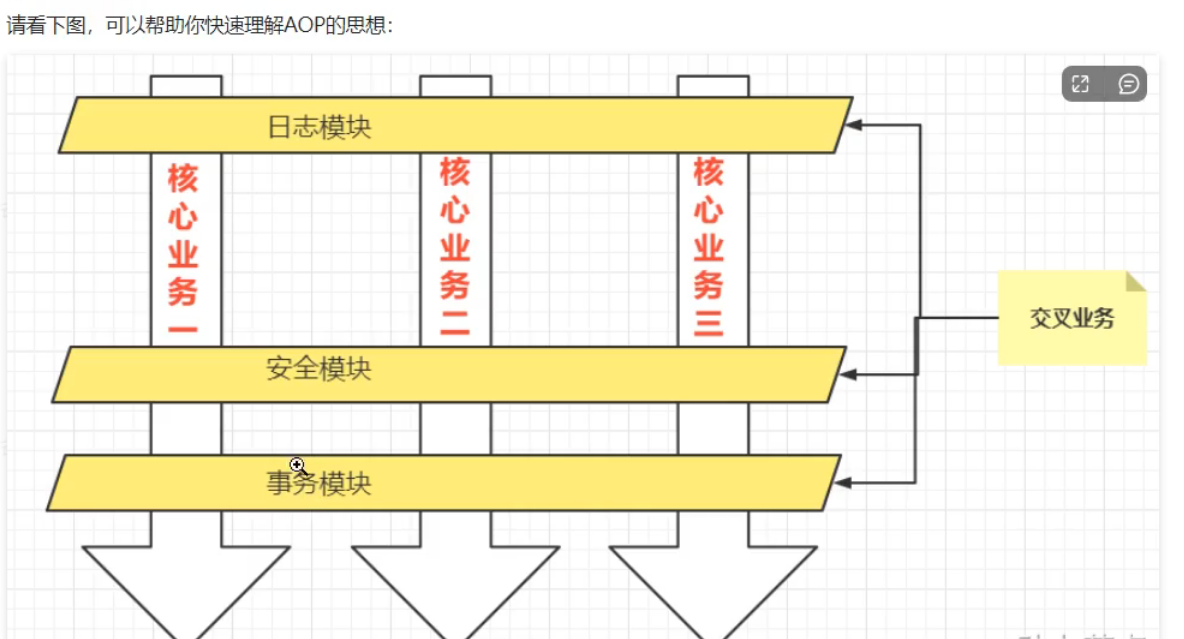 请看下图，可以帮助你快速理解AOP的思想：
日志模块
核心业务一
核心业务二
核心业务三
交叉业务
安全模块
事务模块